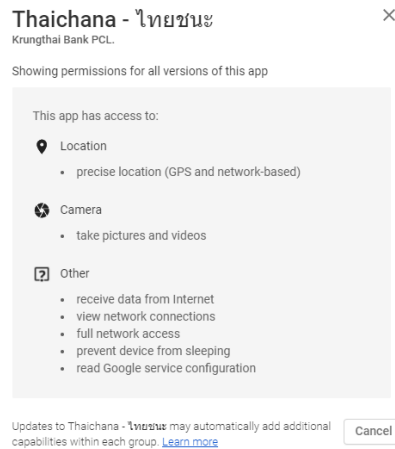 Thaichana - ไทยชนะ
Krungthai Bank PCL.
Showing permissions for all versions of this app
This app has access to:
Location
• precise location (GPS and network-based)
Camera
• take pictures and videos
Other
• receive data from Internet
• view network connections
• full network access
• prevent device from sleeping
• read Google service configuration
Updates to Thaichana - ไทยชนะ may automatically add additional
capabilities within each group. Learn more
Cancel